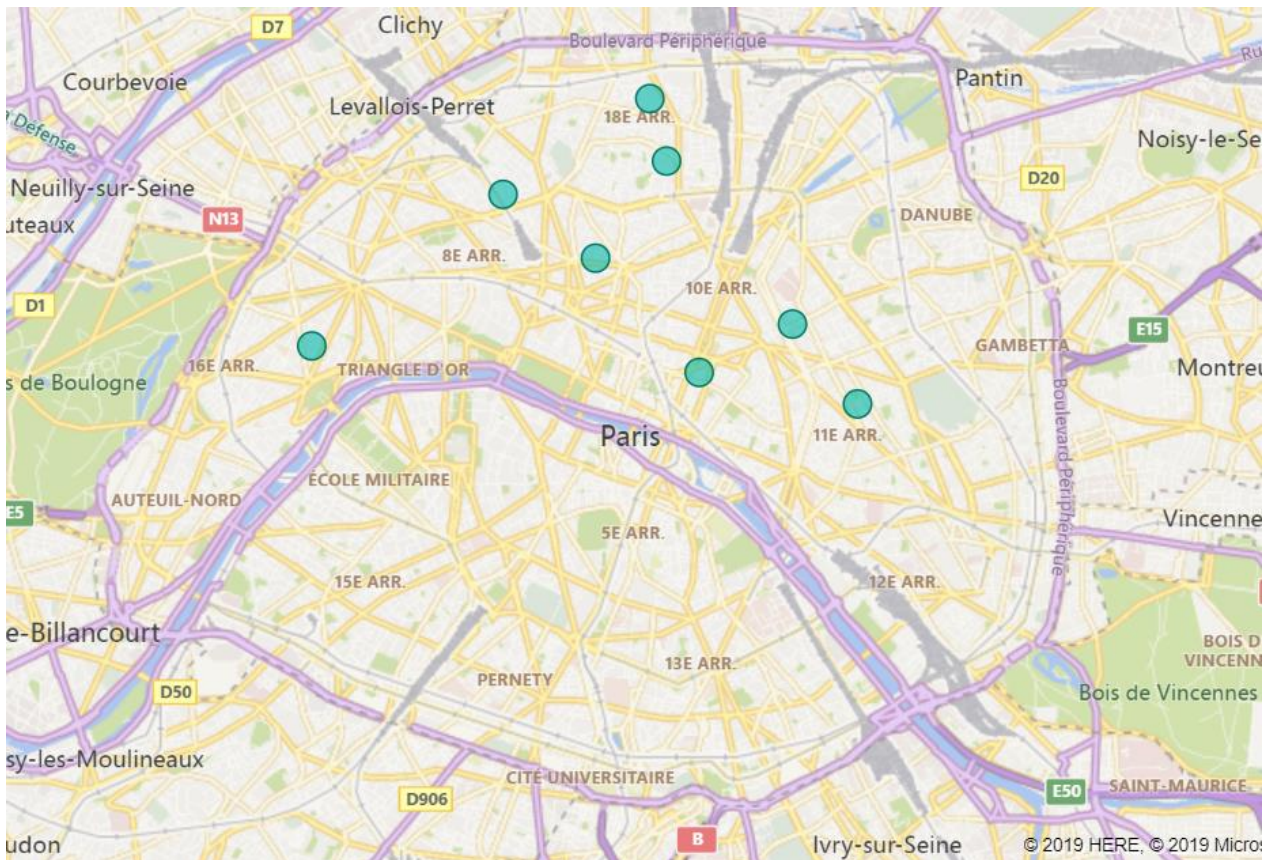 Clichy
D7
Boulevard Périphérique
Courbevoie
Pantin
Ru
Levallois-Perret
18E ARR.
a Défense
Noisy-le-Se
Neuilly-sur-Seine
D20
uteaux
N13
DANUBE
8E ARR.
10E ARR.
D1
E15
GAMBETTA
16E ARR.
TRIANGLE D'OR
Montreu
s de Boulogne
Boulevard Périphérique
Paris
11E ARR.
ÉCOLE MILITAIRE
AUTEUIL-NORD
E5
Vincenne
5E ARR.
15E ARR.
12E ARR.
e-Billancourt
BOIS D
VINCENN
13E ARR.
PERNETY
D50
Bois de Vincennes
sy-les-Moulineaux
CITÉ UNIVERSITAIRE
SAINT-MAURICE
E50
D906
B
udon
Ivry-sur-Seine
© 2019 HERE, © 2019 Micros